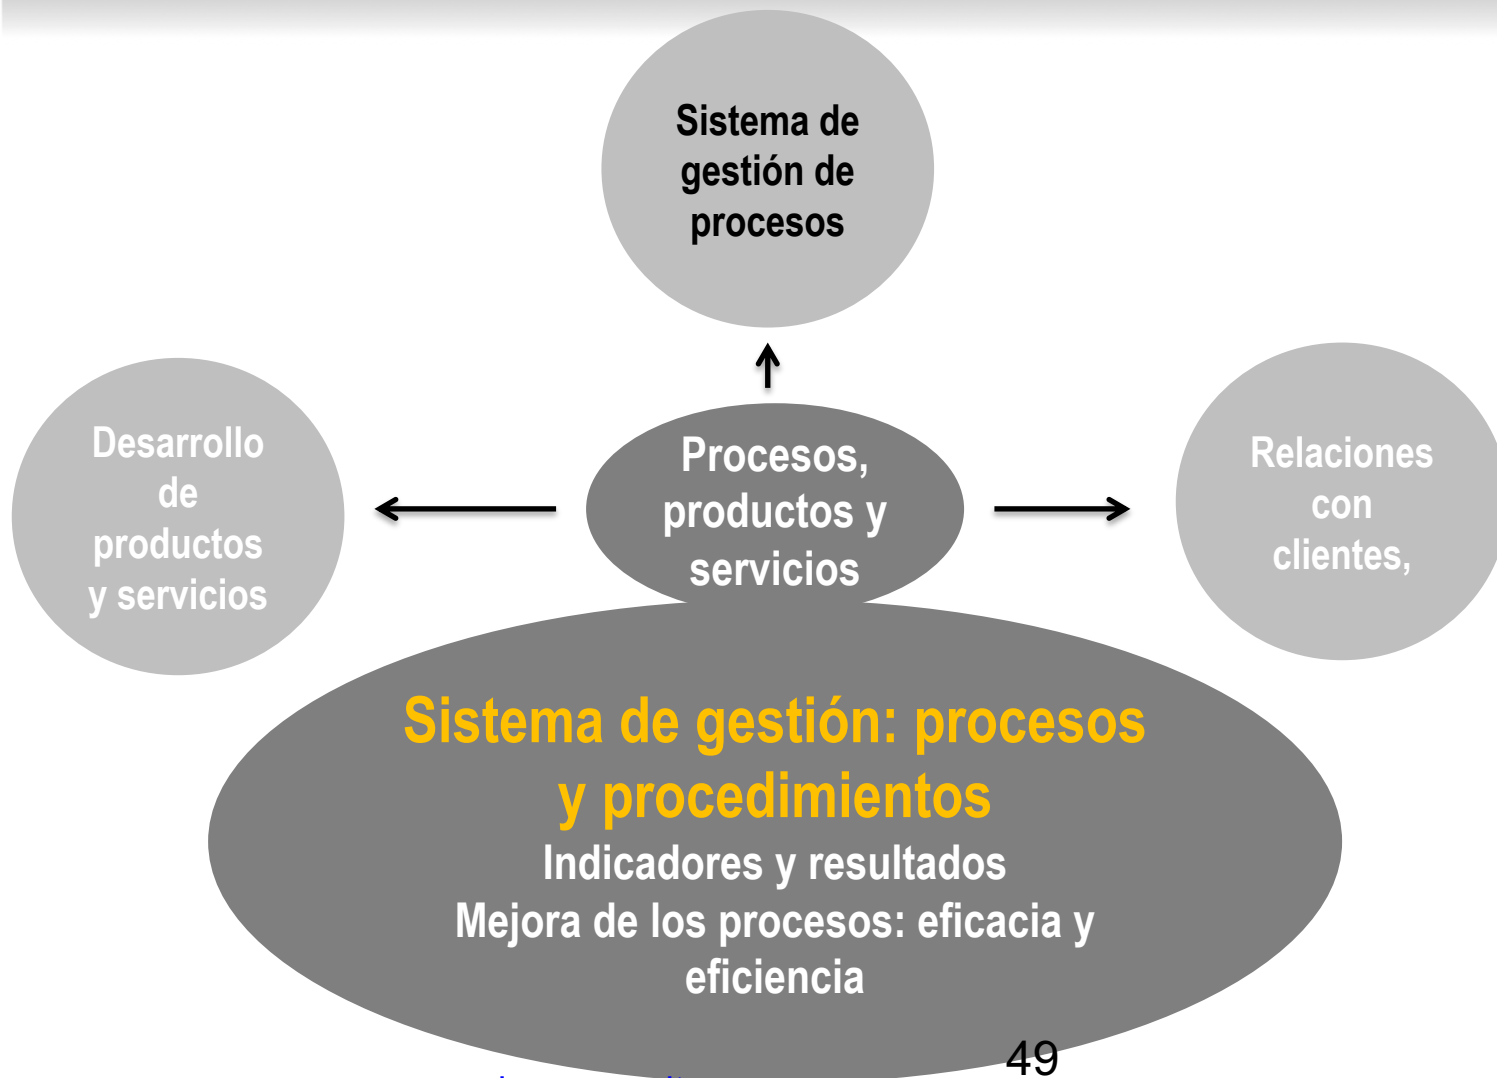 Sistema de
gestión de
procesos
Desarrollo
de
productos
y servicios
Procesos,
productos y
servicios
Relaciones
con
clientes,
Sistema de gestión: procesos
y procedimientos
Indicadores y resultados
Mejora de los procesos: eficacia y
eficiencia
49